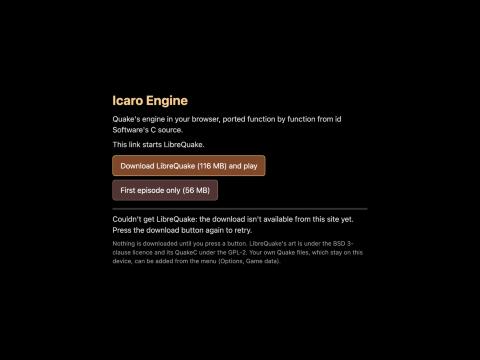 Icaro Engine
Quake's engine in your browser, ported function by function from id
Software's C source.
This link starts LibreQuake.
Download LibreQuake (116 MB) and play
First episode only (56 MB)
Couldn't get LibreQuake: the download isn't available from this site yet.
Press the download button again to retry.
Nothing is downloaded until you press a button. LibreQuake's art is under the BSD 3-
clause licence and its QuakeC under the GPL-2. Your own Quake files, which stay on this
device, can be added from the menu (Options, Game data).